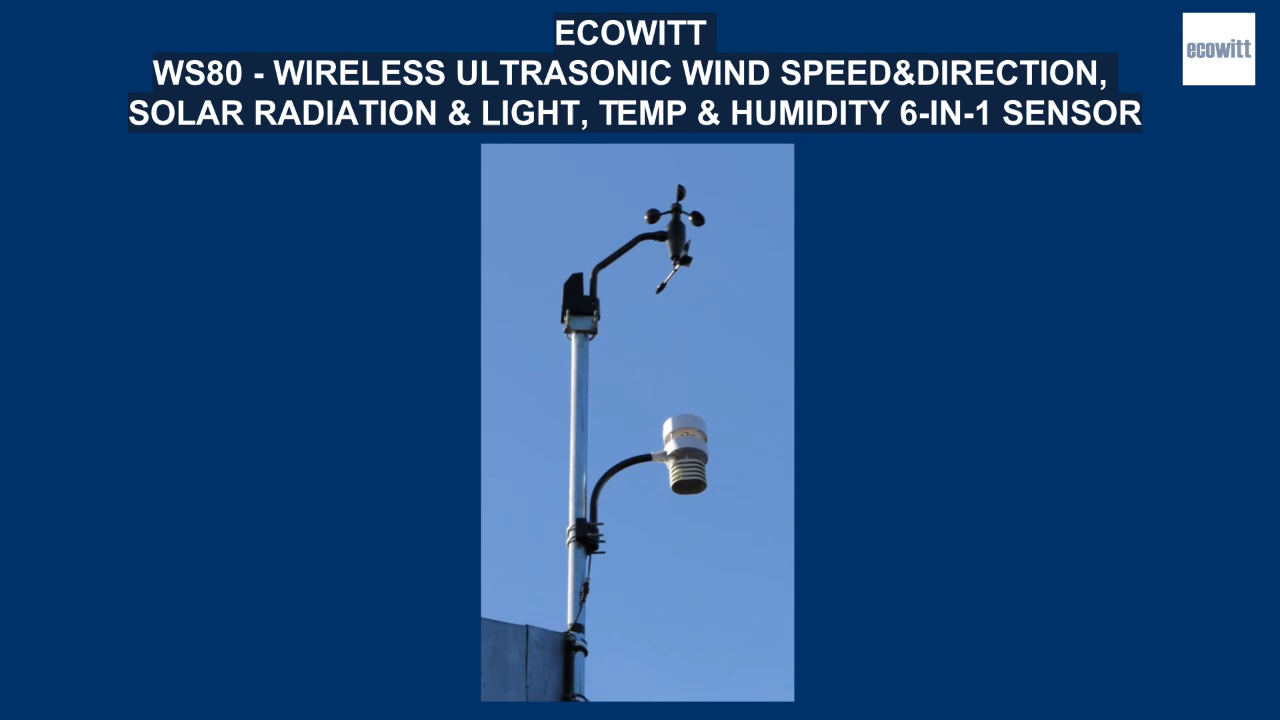 ECOWITT
WS80 - WIRELESS ULTRASONIC WIND SPEED&DIRECTION,
SOLAR RADIATION & LIGHT, TEMP & HUMIDITY 6-IN-1 SENSOR
ecowitt